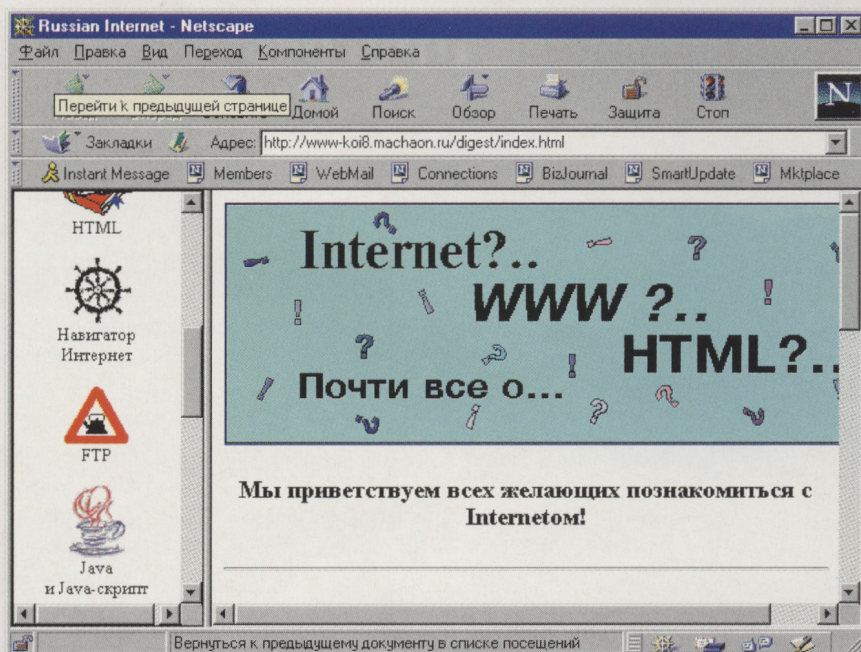 Russian Internet - Netscape
Файл Правка Вид Переход Компоненты Справка
Перейти к предыдущей странице Домой Поиск Обзор Печать Защита Стоп
N
Закладки Адрес: http://www-koi8.machaon.ru/digest/index.html
Instant Message Members WebMail Connections BizJournal SmartUpdate Mktplace
HTML
Навигатор
Интернет
FTP
Java
и Java-скрипт
Internet?..
WWW ?..
HTML?..
Почти все о...
Мы приветствуем всех желающих познакомиться с
Internetом!
Вернуться к предыдущему документу в списке посещений